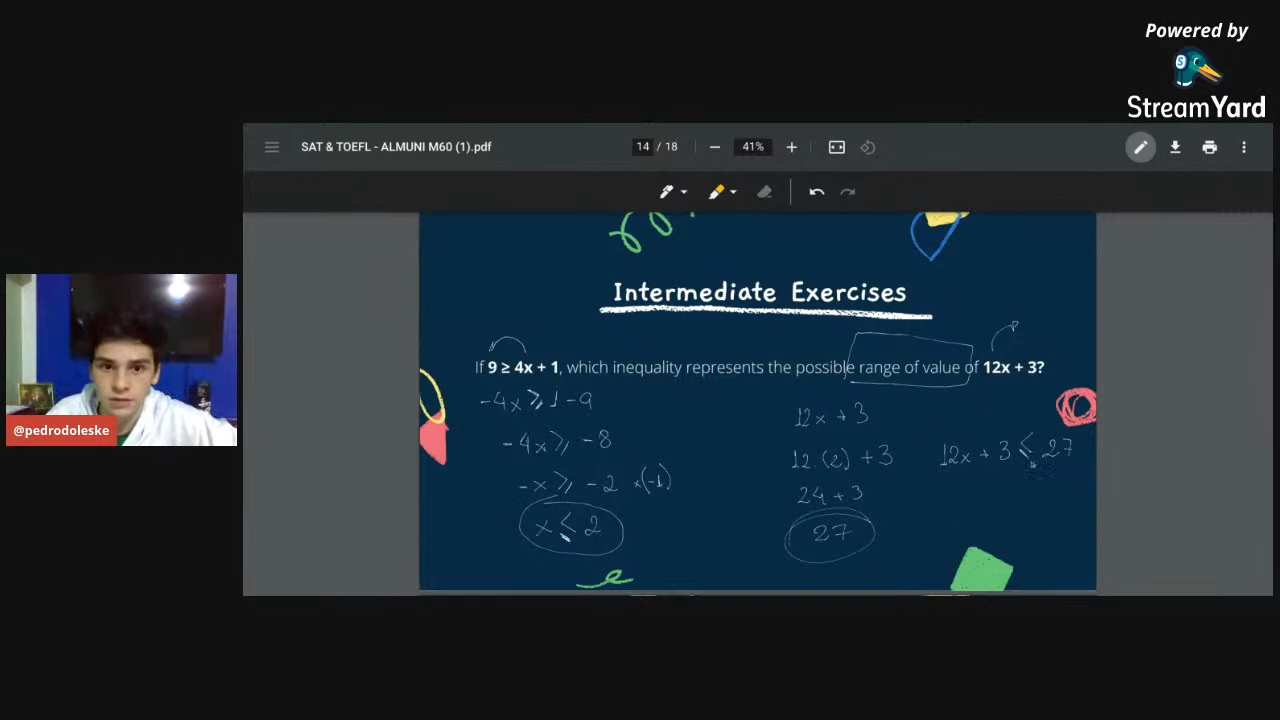 Powered by
StreamYard
SAT & TOEFL - ALMUNI M60 (1).pdf
14 / 18
41%
Intermediate Exercises
If 9 ≥ 4x + 1, which inequality represents the possible range of value of 12x + 3?
-4x ≥ 1 - 9
-4x ≥ -8
-x ≥ -2 x(-1)
x ≤ 2
12x + 3
12.(2) + 3
24 + 3
27
12x + 3 ≤ 27
@pedrodoleske